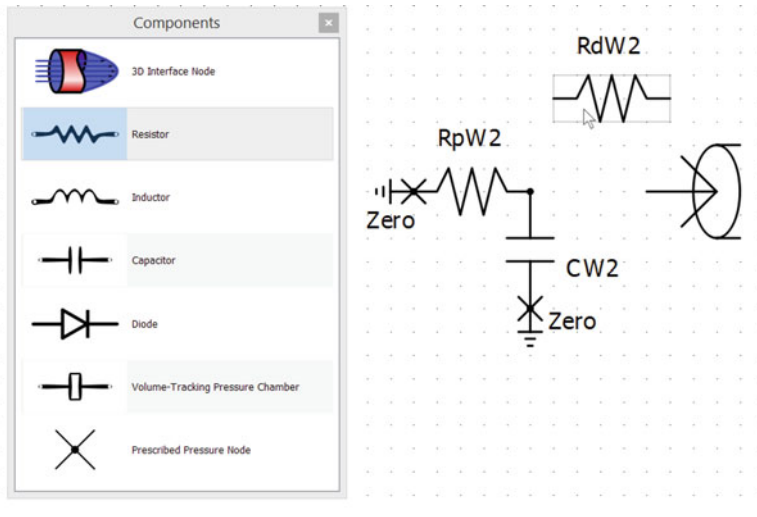 Components
3D Interface Node
Resistor
Inductor
Capacitor
Diode
Volume-Tracking Pressure Chamber
Prescribed Pressure Node
RdW2
RpW2
Zero
CW2
Zero